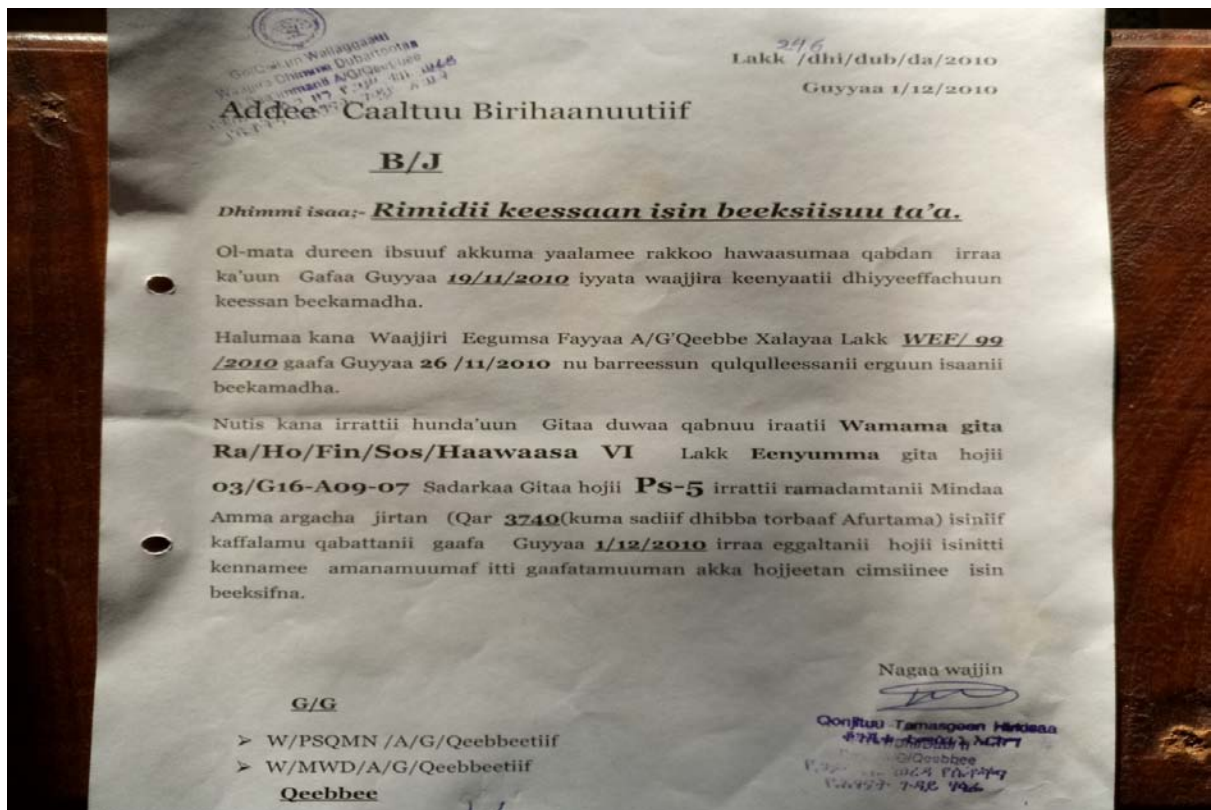 Lakk 246/dhi/dub/da/2010
Guyyaa 1/12/2010
Addee Caaltuu Birihaanuutiif
B/J
Dhimmi isaa;- Rimidii keessaan isin beeksiisuu ta'a.
Ol-mata dureen ibsuuf akkuma yaalamee rakkoo hawaasumaa qabdan irraa
ka'uun Gafaa Guyyaa 19/11/2010 iyyata waajjira keenyaatii dhiyyeeffachuun
keessan beekamadha.
Halumaa kana Waajjiri Eegumsa Fayyaa A/G'Qeebbe Xalayaa Lakk WEF/ 99
/2010 gaafa Guyyaa 26 /11/2010 nu barreessun qulqulleessanii erguun isaanii
beekamadha.
Nutis kana irrattii hunda'uun Gitaa duwaa qabnuu iraatii Wamama gita
Ra/Ho/Fin/Sos/Haawaasa VI Lakk Eenyumma gita hojii
03/G16-A09-07 Sadarkaa Gitaa hojii Ps-5 irrattii ramadamtanii Mindaa
Amma argacha jirtan (Qar 3740(kuma sadiif dhibba torbaaf Afurtama) isiniif
kaffalamu qabattanii gaafa Guyyaa 1/12/2010 irraa eggaltanii hojii isinitti
kennamee amanamuumaf itti gaafatamuuman akka hojjeetan cimsiinee isin
beeksifna.
Nagaa wajjin
Qonjituu Tamasgeen
G/G
➢ W/PSQMN /A/G/Qeebbeetiif
➢ W/MWD/A/G/Qeebbeetiif
Qeebbee